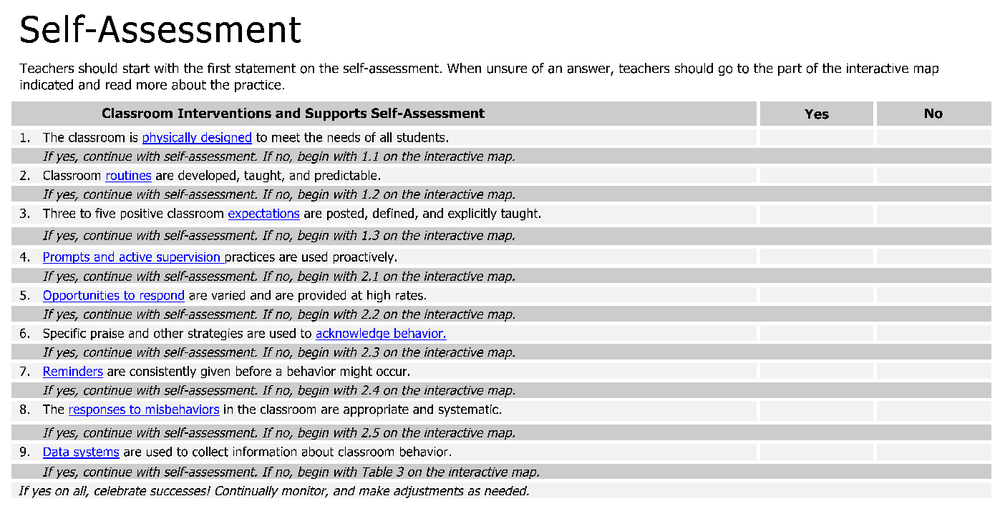 Self-Assessment
Teachers should start with the first statement on the self-assessment. When unsure of an answer, teachers should go to the part of the interactive map
indicated and read more about the practice.
Classroom Interventions and Supports Self-Assessment Yes No
1. The classroom is physically designed to meet the needs of all students.
If yes, continue with self-assessment. If no, begin with 1.1 on the interactive map.
2. Classroom routines are developed, taught, and predictable.
If yes, continue with self-assessment. If no, begin with 1.2 on the interactive map.
3. Three to five positive classroom expectations are posted, defined, and explicitly taught.
If yes, continue with self-assessment. If no, begin with 1.3 on the interactive map.
4. Prompts and active supervision practices are used proactively.
If yes, continue with self-assessment. If no, begin with 2.1 on the interactive map.
5. Opportunities to respond are varied and are provided at high rates.
If yes, continue with self-assessment. If no, begin with 2.2 on the interactive map.
6. Specific praise and other strategies are used to acknowledge behavior.
If yes, continue with self-assessment. If no, begin with 2.3 on the interactive map.
7. Reminders are consistently given before a behavior might occur.
If yes, continue with self-assessment. If no, begin with 2.4 on the interactive map.
8. The responses to misbehaviors in the classroom are appropriate and systematic.
If yes, continue with self-assessment. If no, begin with 2.5 on the interactive map.
9. Data systems are used to collect information about classroom behavior.
If yes, continue with self-assessment. If no, begin with Table 3 on the interactive map.
If yes on all, celebrate successes! Continually monitor, and make adjustments as needed.